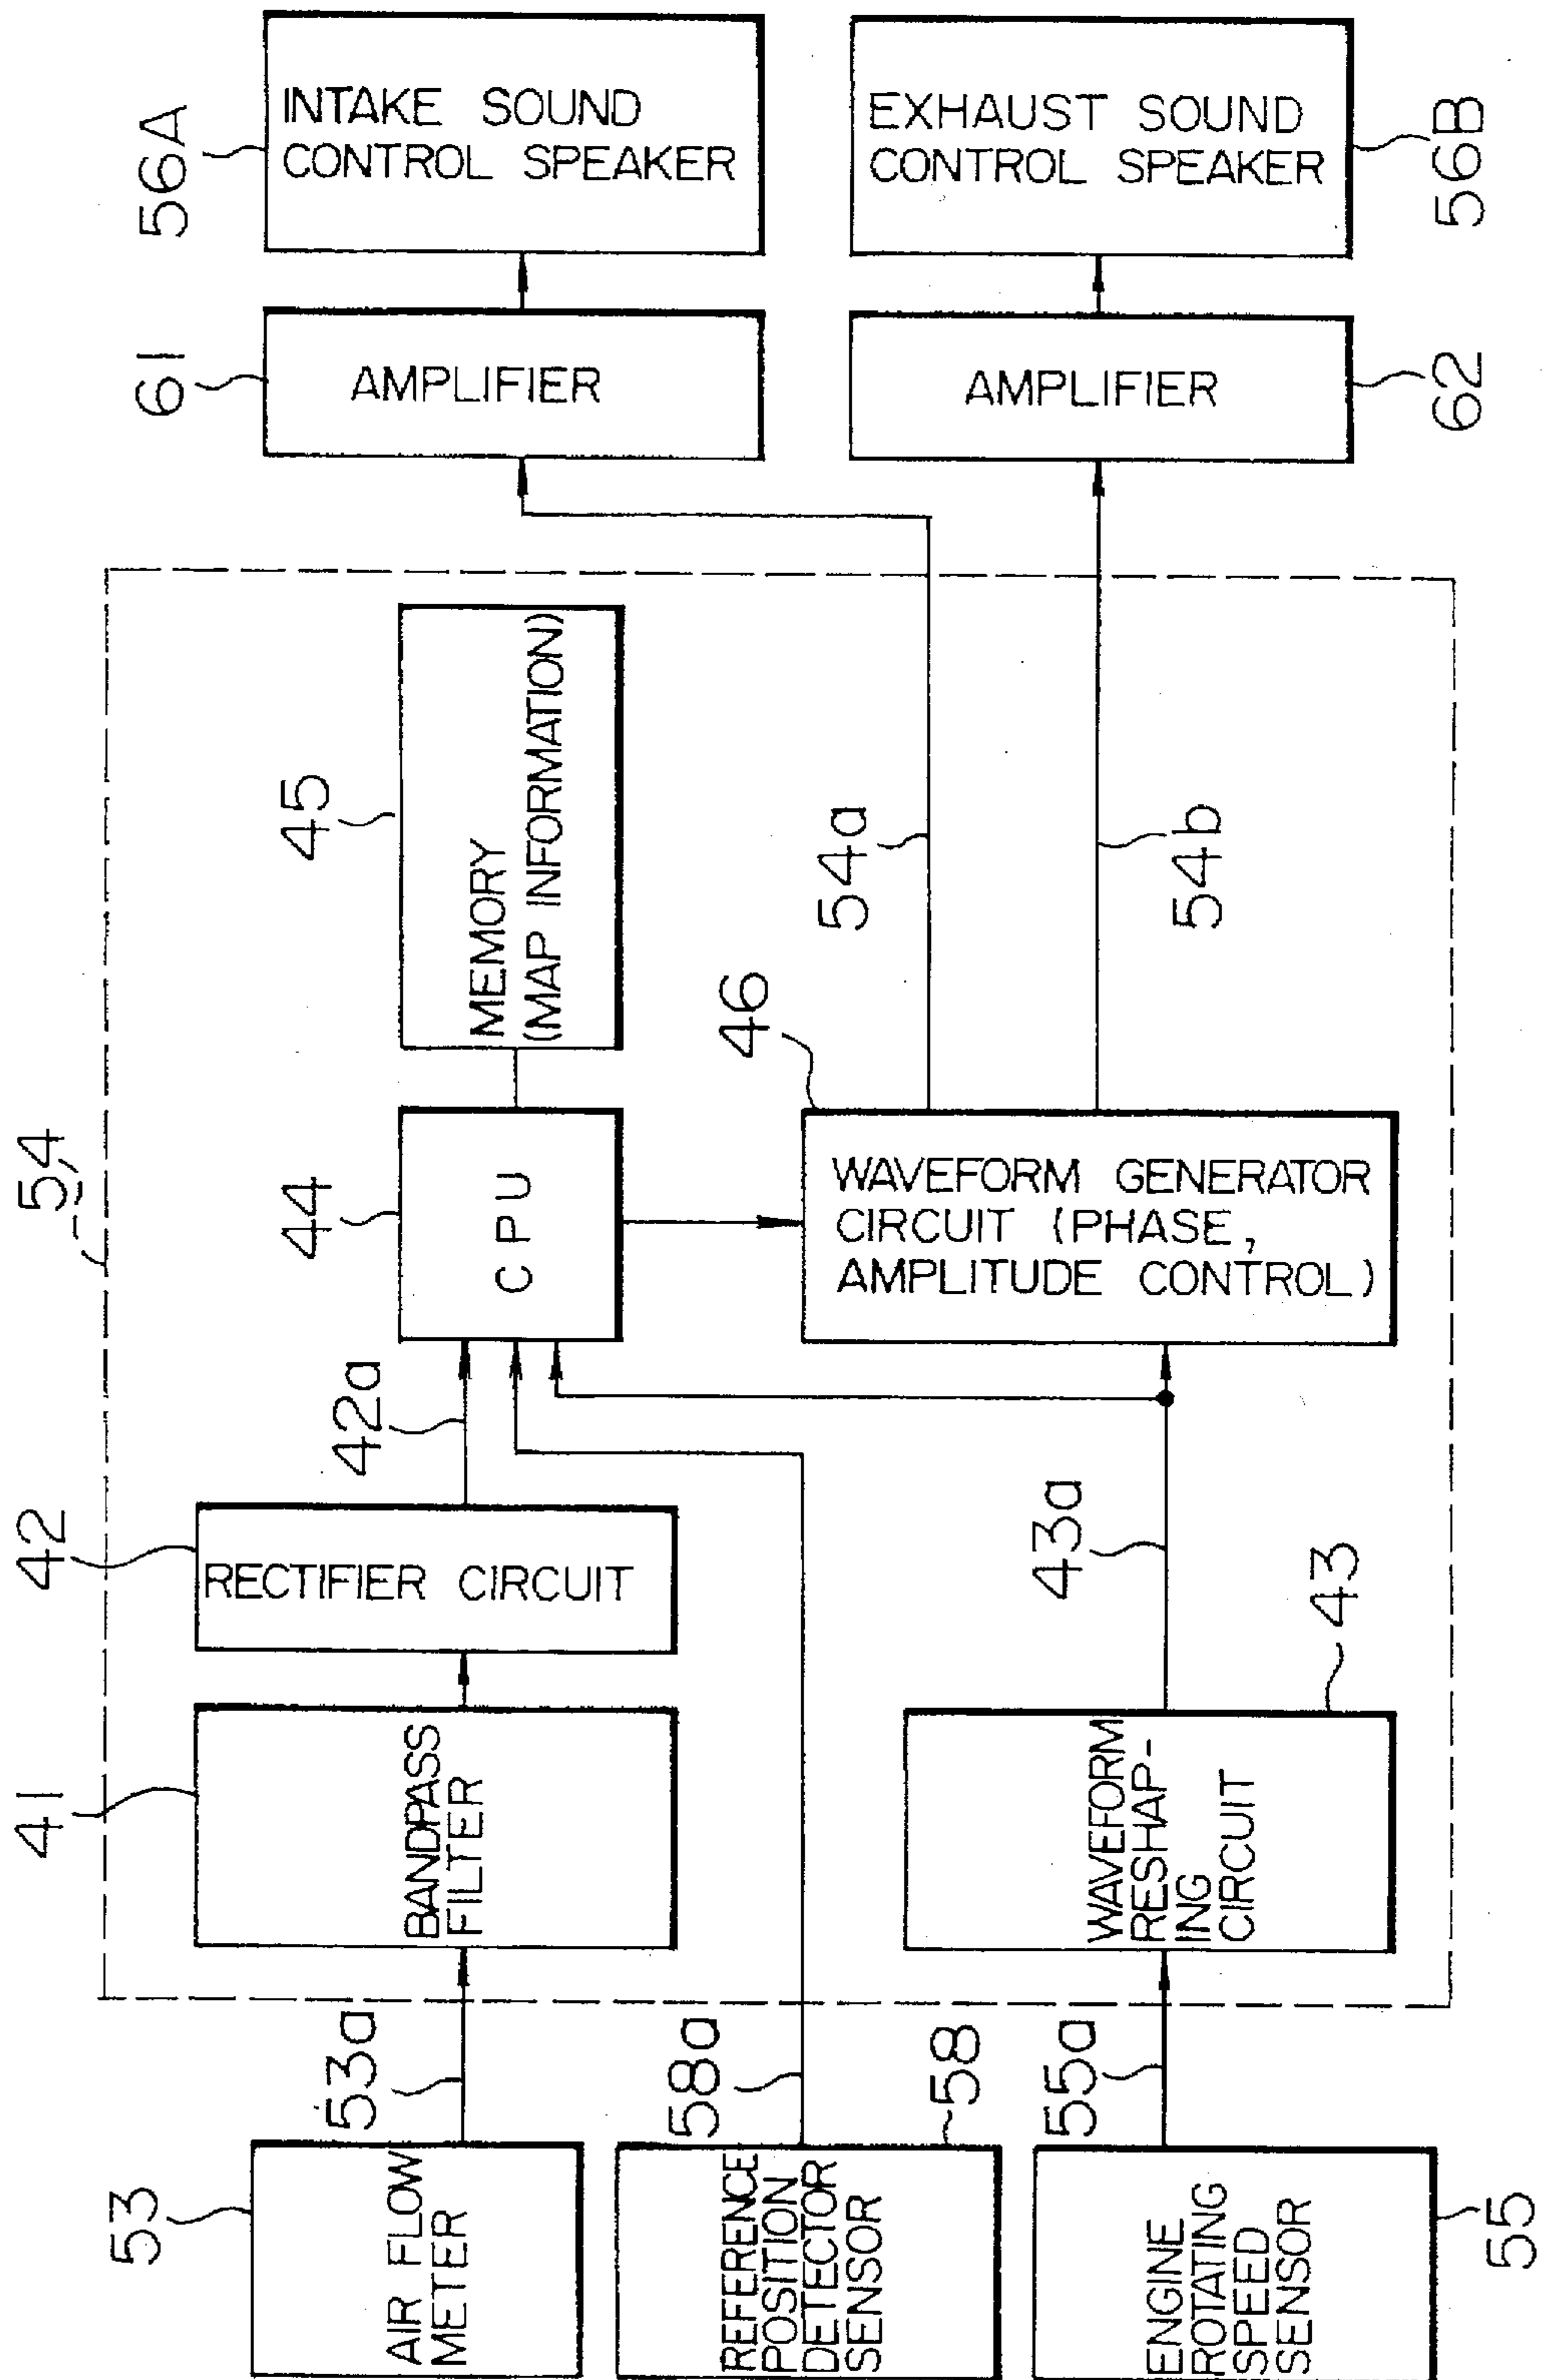 56A
INTAKE SOUND
CONTROL SPEAKER
EXHAUST SOUND
CONTROL SPEAKER
56B
61
AMPLIFIER
AMPLIFIER
62
54
45
MEMORY
(MAP INFORMATION)
54a
54b
44
CPU
46
WAVEFORM GENERATOR
CIRCUIT (PHASE,
AMPLITUDE CONTROL)
42a
42
RECTIFIER CIRCUIT
43a
43
41
BANDPASS
FILTER
WAVEFORM
RESHAP-
ING
CIRCUIT
53a
58a
58
55a
53
AIR FLOW
METER
REFERENCE
POSITION
DETECTOR
SENSOR
ENGINE
ROTATING
SPEED
SENSOR
55